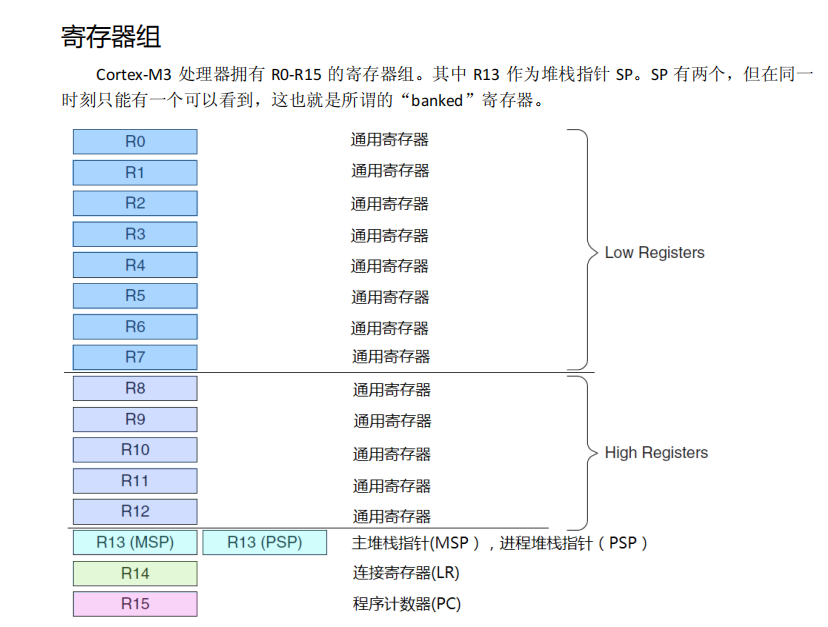 寄存器组
Cortex-M3 处理器拥有 R0-R15 的寄存器组。其中 R13 作为堆栈指针 SP。SP 有两个，但在同一
时刻只能有一个可以看到，这也就是所谓的“banked”寄存器。
R0 通用寄存器
R1 通用寄存器
R2 通用寄存器
R3 通用寄存器
Low Registers
R4 通用寄存器
R5 通用寄存器
R6 通用寄存器
R7 通用寄存器
R8 通用寄存器
R9 通用寄存器
R10 通用寄存器
High Registers
R11 通用寄存器
R12 通用寄存器
R13 (MSP) R13 (PSP) 主堆栈指针(MSP），进程堆栈指针（PSP）
R14 连接寄存器(LR)
R15 程序计数器(PC)